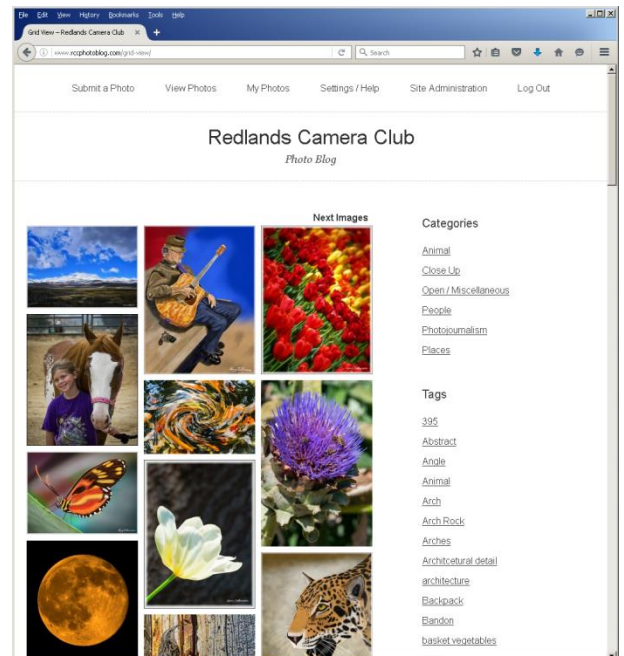 File Edit View History Bookmarks Tools Help
Grid View – Redlands Camera Club × +
www.rccphotoblog.com/grid-view/ Search
Submit a Photo View Photos My Photos Settings / Help Site Administration Log Out
Redlands Camera Club
Photo Blog
Next Images
Categories
Animal
Close Up
Open / Miscellaneous
People
Photojournalism
Places
Tags
395
Abstract
Angle
Animal
Arch
Arch Rock
Arches
Architcetural detail
architecture
Backpack
Bandon
basket vegetables